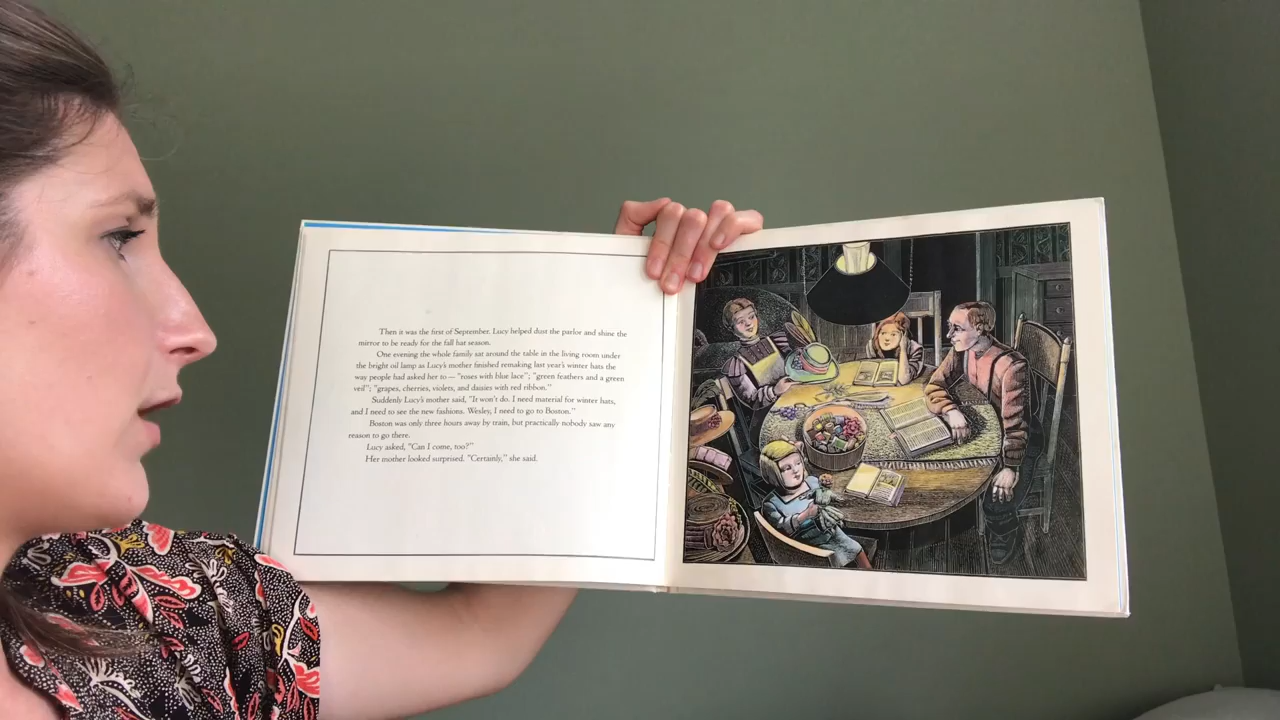 Then it was the first of September. Lucy helped dust the parlor and shine the
mirror to be ready for the fall hat season.
One evening the whole family sat around the table in the living room under
the bright oil lamp as Lucy's mother finished remaking last year's winter hats the
way people had asked her to — "roses with blue lace"; "green feathers and a green
veil"; "grapes, cherries, violets, and daisies with red ribbon."
Suddenly Lucy's mother said, "It won't do. I need material for winter hats,
and I need to see the new fashions. Wesley, I need to go to Boston."
Boston was only three hours away by train, but practically nobody saw any
reason to go there.
Lucy asked, "Can I come, too?"
Her mother looked surprised. "Certainly," she said.